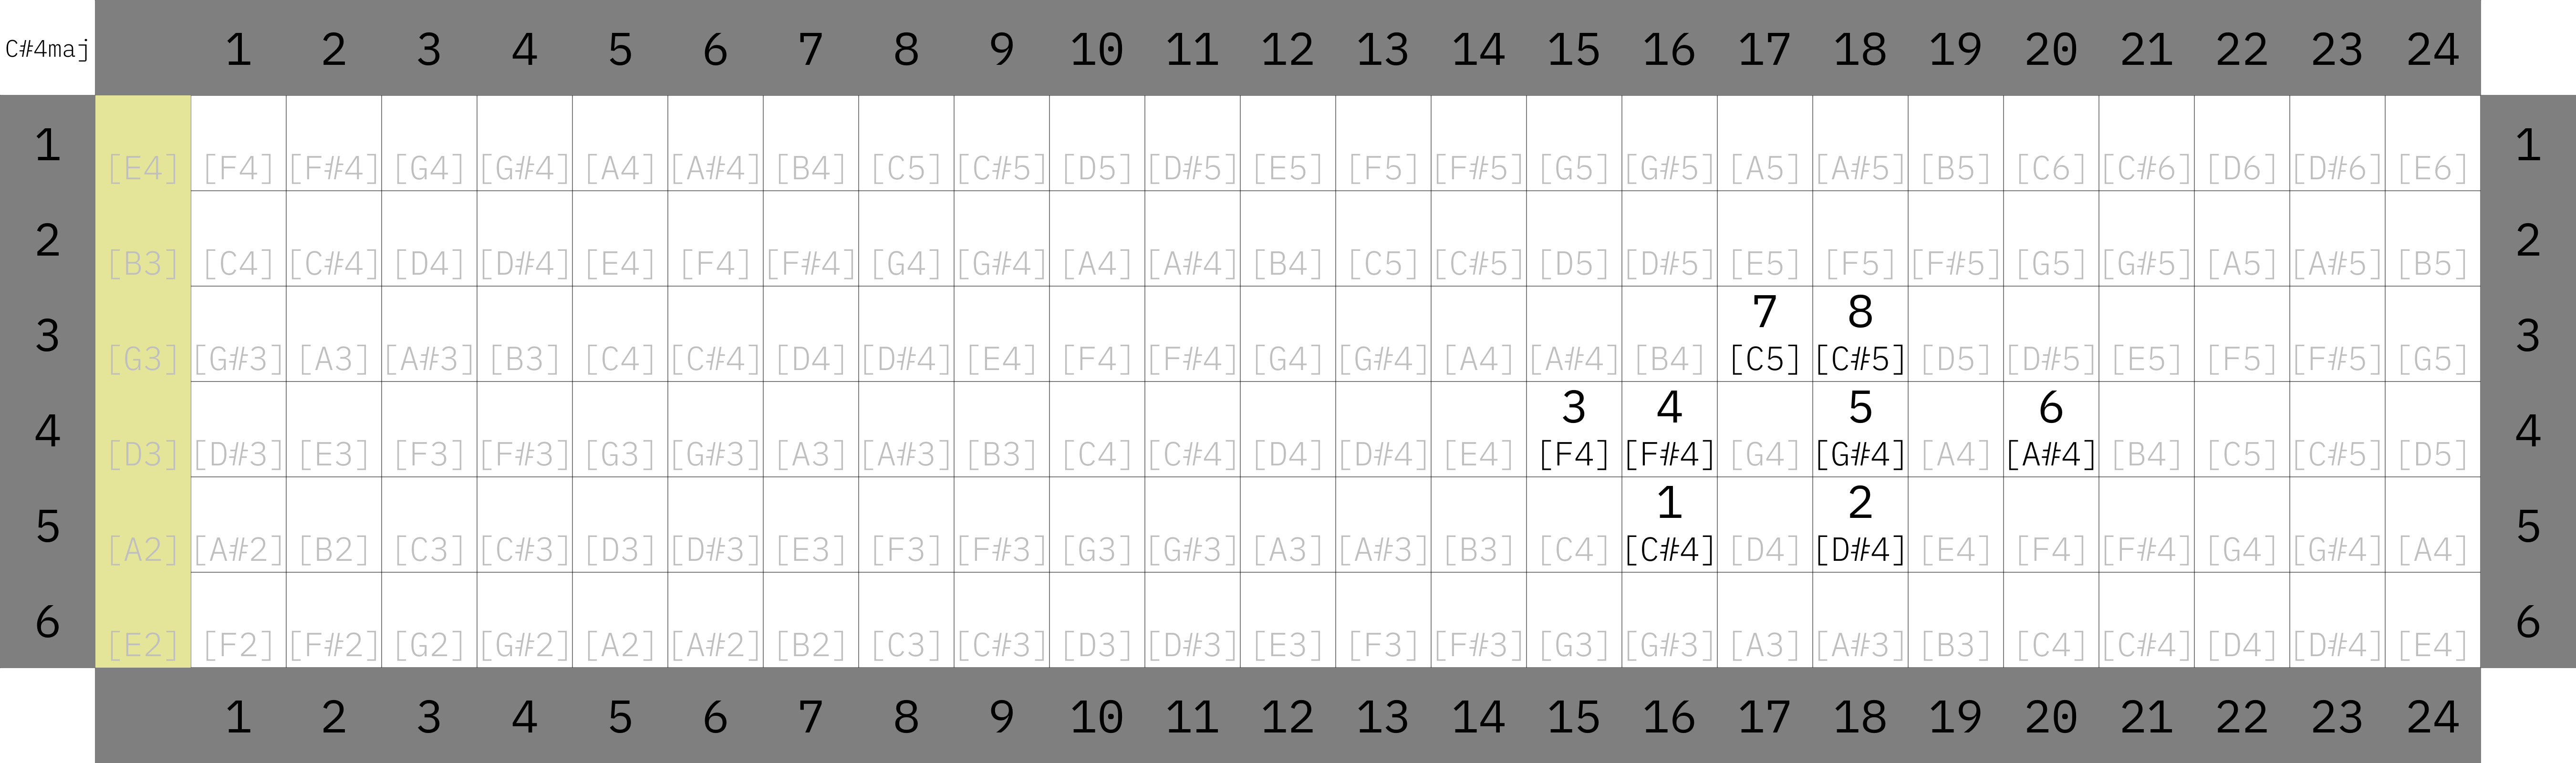 C#4maj 1 2 3 4 5 6 7 8 9 10 11 12 13 14 15 16 17 18 19 20 21 22 23 24
1 [E4] [F4] [F#4] [G4] [G#4] [A4] [A#4] [B4] [C5] [C#5] [D5] [D#5] [E5] [F5] [F#5] [G5] [G#5] [A5] [A#5] [B5] [C6] [C#6] [D6] [D#6] [E6] 1
2 [B3] [C4] [C#4] [D4] [D#4] [E4] [F4] [F#4] [G4] [G#4] [A4] [A#4] [B4] [C5] [C#5] [D5] [D#5] [E5] [F5] [F#5] [G5] [G#5] [A5] [A#5] [B5] 2
7 8
3 [G3] [G#3] [A3] [A#3] [B3] [C4] [C#4] [D4] [D#4] [E4] [F4] [F#4] [G4] [G#4] [A4] [A#4] [B4] [C5] [C#5] [D5] [D#5] [E5] [F5] [F#5] [G5] 3
3 4 5 6
4 [D3] [D#3] [E3] [F3] [F#3] [G3] [G#3] [A3] [A#3] [B3] [C4] [C#4] [D4] [D#4] [E4] [F4] [F#4] [G4] [G#4] [A4] [A#4] [B4] [C5] [C#5] [D5] 4
1 2
5 [A2] [A#2] [B2] [C3] [C#3] [D3] [D#3] [E3] [F3] [F#3] [G3] [G#3] [A3] [A#3] [B3] [C4] [C#4] [D4] [D#4] [E4] [F4] [F#4] [G4] [G#4] [A4] 5
6 [E2] [F2] [F#2] [G2] [G#2] [A2] [A#2] [B2] [C3] [C#3] [D3] [D#3] [E3] [F3] [F#3] [G3] [G#3] [A3] [A#3] [B3] [C4] [C#4] [D4] [D#4] [E4] 6
1 2 3 4 5 6 7 8 9 10 11 12 13 14 15 16 17 18 19 20 21 22 23 24